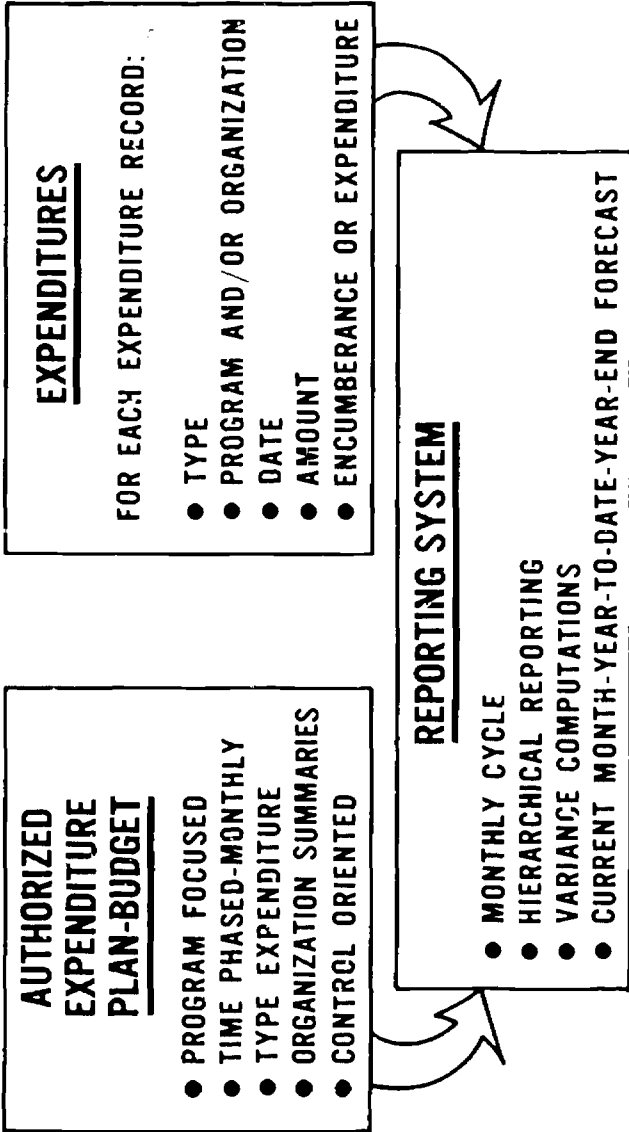 AUTHORIZED
EXPENDITURE
PLAN-BUDGET
● PROGRAM FOCUSED
● TIME PHASED-MONTHLY
● TYPE EXPENDITURE
● ORGANIZATION SUMMARIES
● CONTROL ORIENTED
EXPENDITURES
FOR EACH EXPENDITURE RECORD:
● TYPE
● PROGRAM AND/OR ORGANIZATION
● DATE
● AMOUNT
● ENCUMBERANCE OR EXPENDITURE
REPORTING SYSTEM
● MONTHLY CYCLE
● HIERARCHICAL REPORTING
● VARIANCE COMPUTATIONS
● CURRENT MONTH-YEAR-TO-DATE-YEAR-END FORECAST